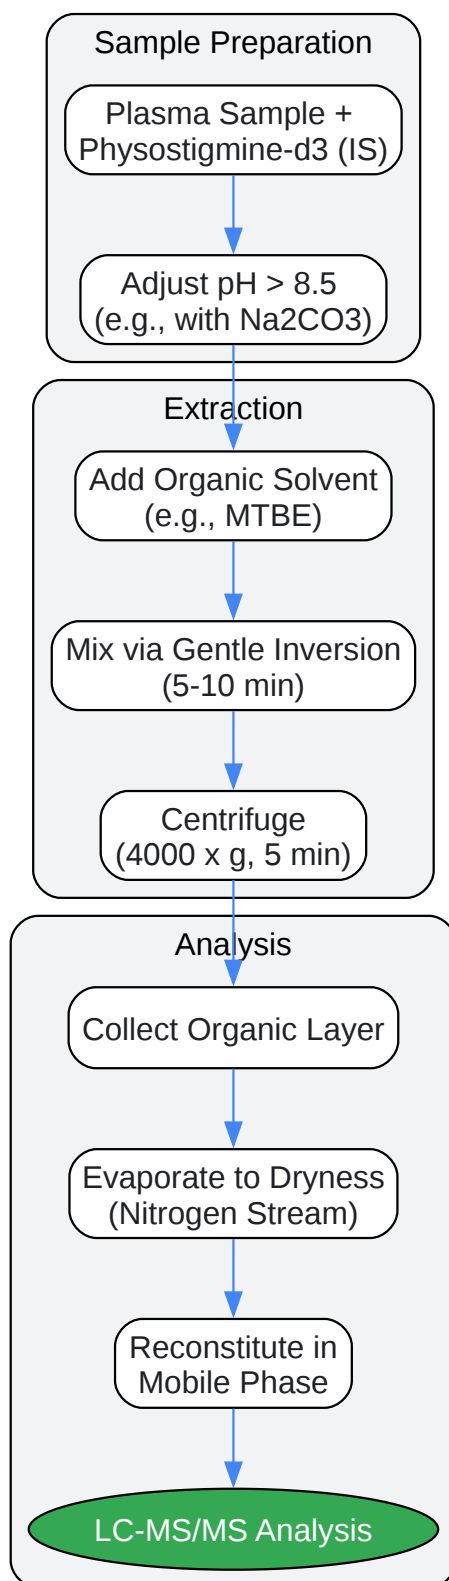 Sample Preparation
Plasma Sample +
Physostigmine-d3 (IS)
Adjust pH > 8.5
(e.g., with Na2CO3)
Extraction
Add Organic Solvent
(e.g., MTBE)
Mix via Gentle Inversion
(5-10 min)
Centrifuge
(4000 x g, 5 min)
Analysis
Collect Organic Layer
Evaporate to Dryness
(Nitrogen Stream)
Reconstitute in
Mobile Phase
LC-MS/MS Analysis